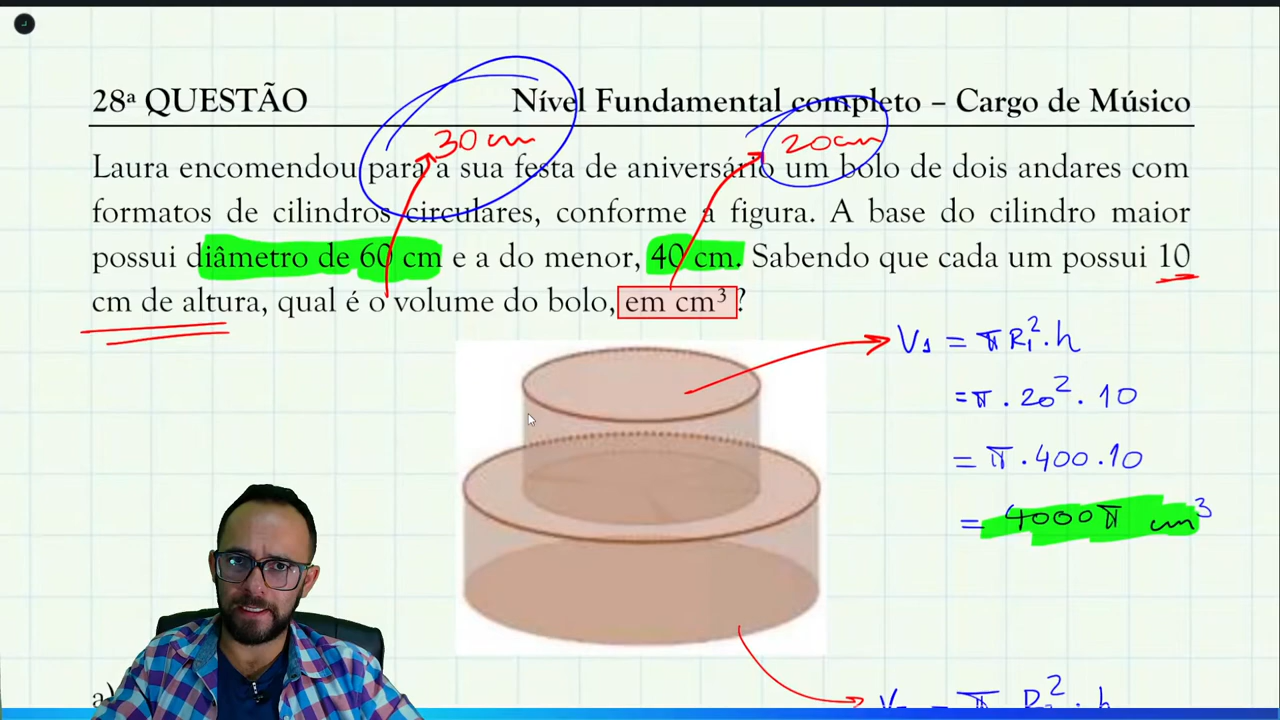 28ª QUESTÃO Nível Fundamental completo – Cargo de Músico
30 cm 20 cm
Laura encomendou para a sua festa de aniversário um bolo de dois andares com
formatos de cilindros circulares, conforme a figura. A base do cilindro maior
possui diâmetro de 60 cm e a do menor, 40 cm. Sabendo que cada um possui 10
cm de altura, qual é o volume do bolo, em cm³?
V₁ = π R₁² . h
= π . 20² . 10
= π . 400 . 10
= 4000 π cm³
a)
= π R₂² . h